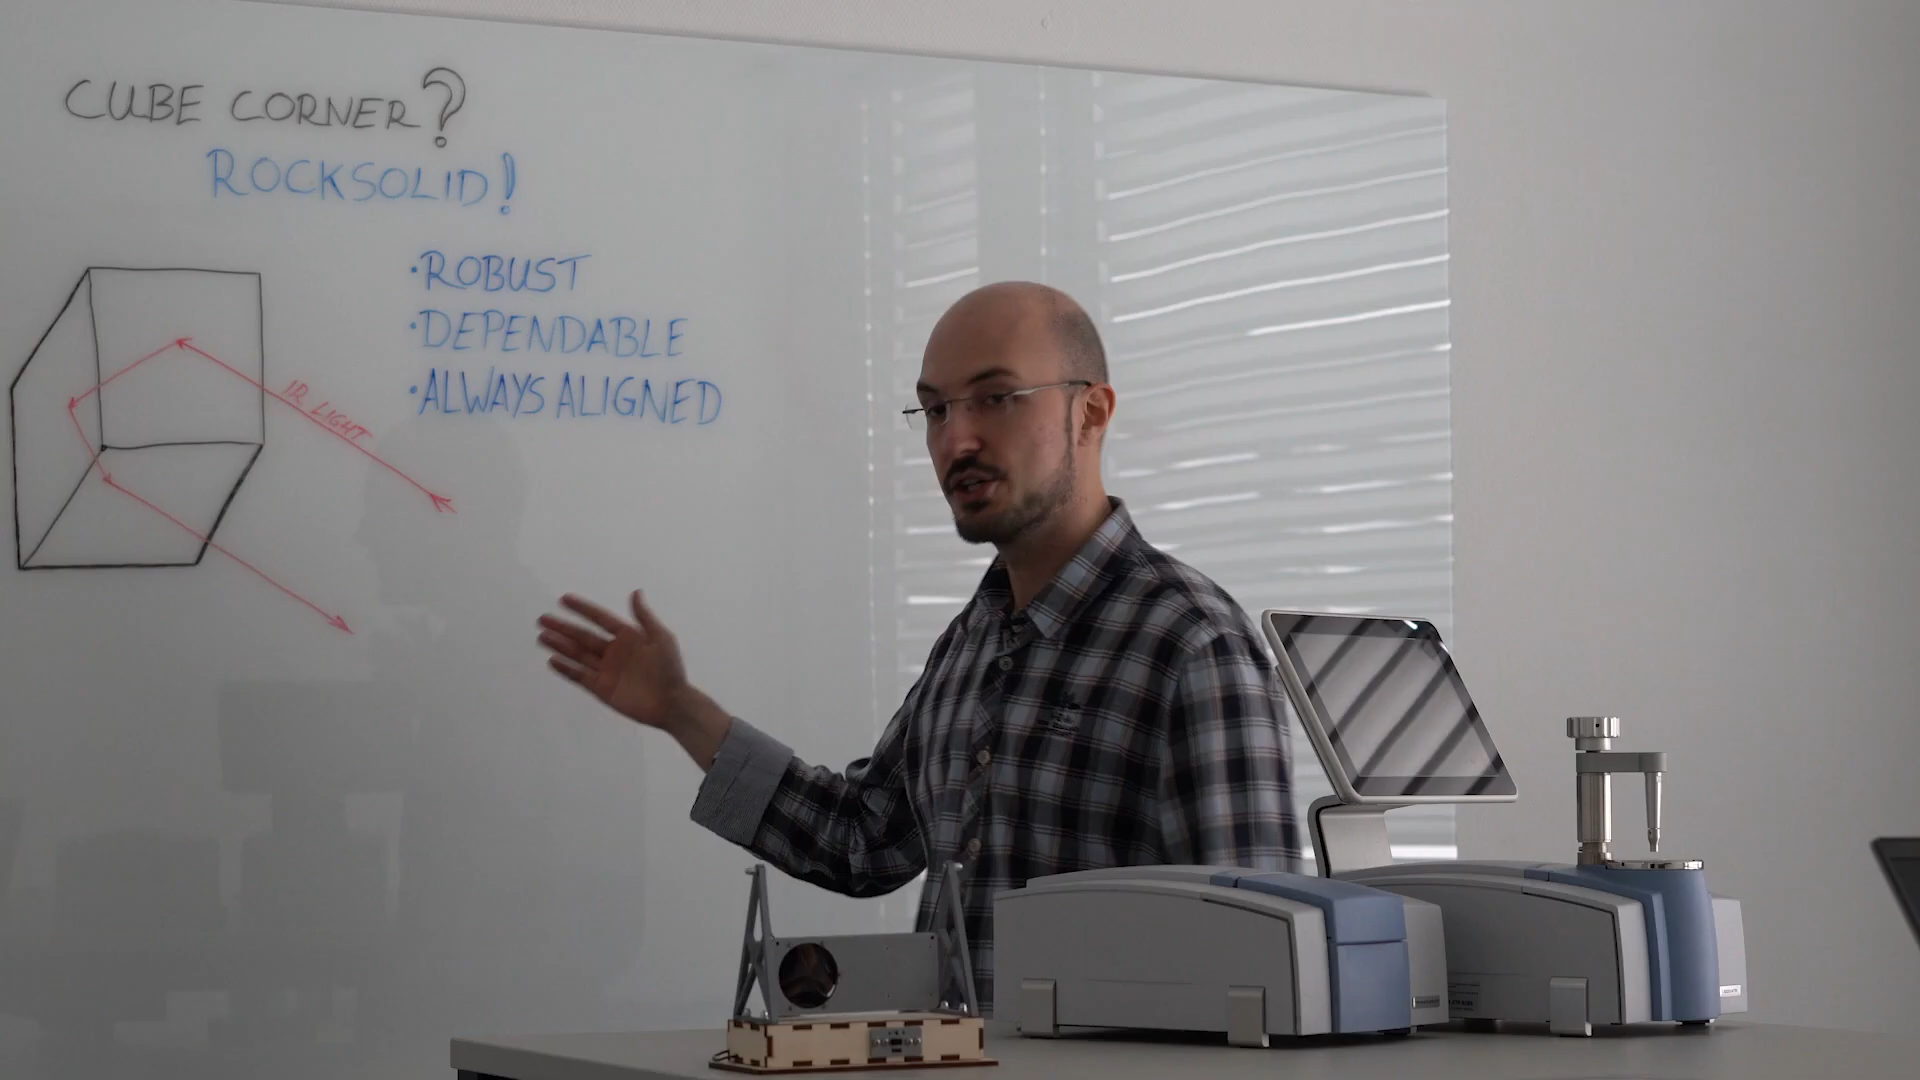 CUBE CORNER?
ROCKSOLID!
•ROBUST
•DEPENDABLE
•ALWAYS ALIGNED
IR LIGHT